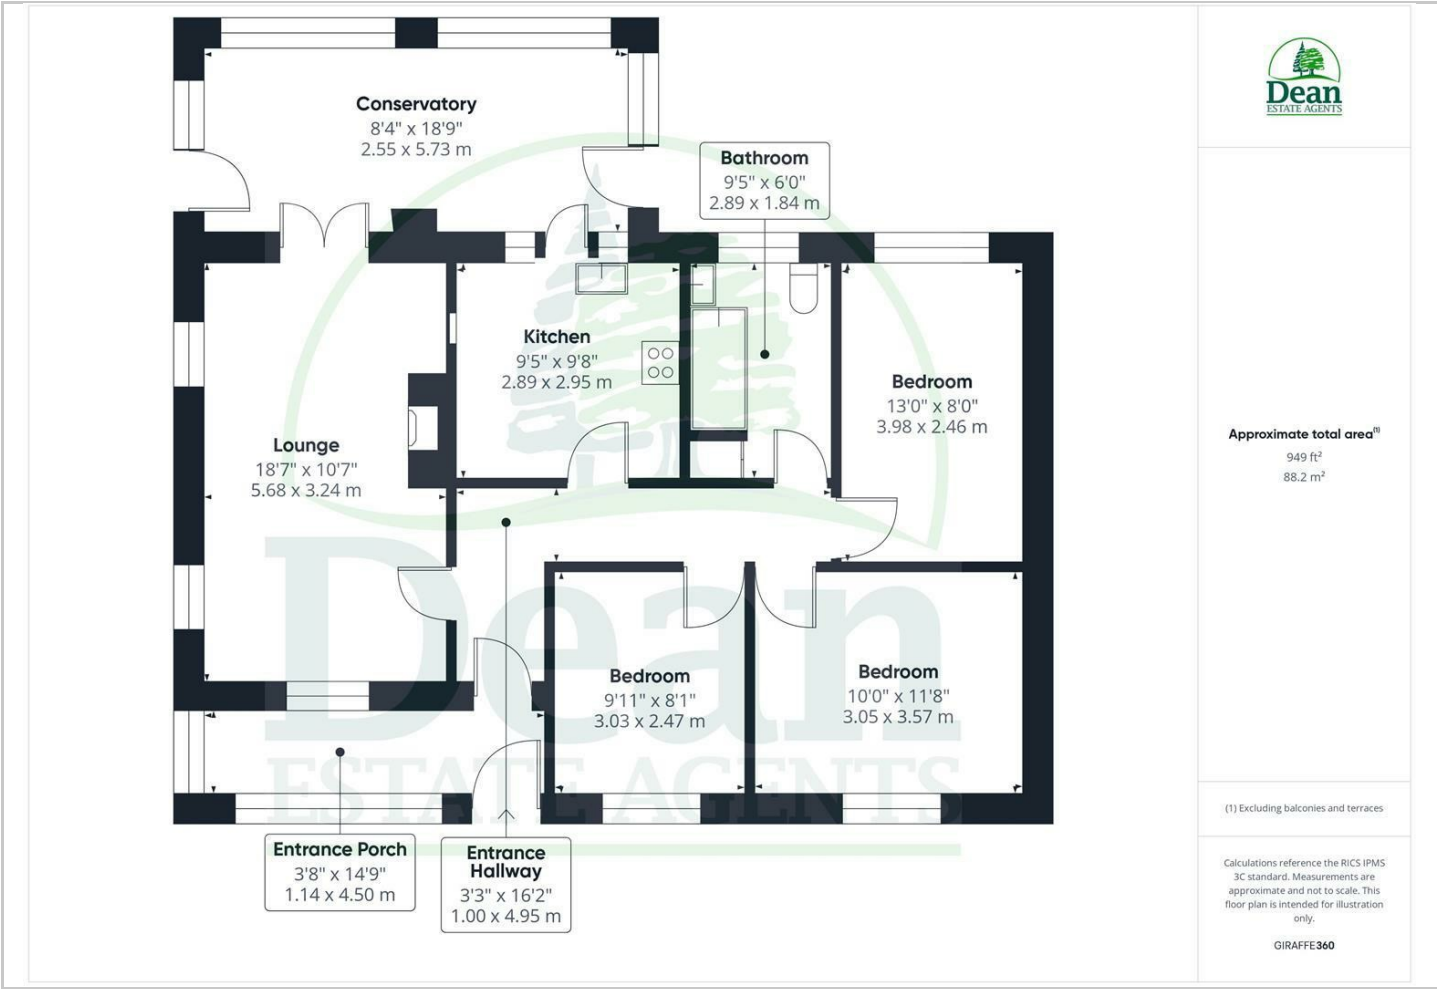 Conservatory
8'4" x 18'9"
2.55 x 5.73 m
Bathroom
9'5" x 6'0"
2.89 x 1.84 m
Kitchen
9'5" x 9'8"
2.89 x 2.95 m
Bedroom
13'0" x 8'0"
3.98 x 2.46 m
Lounge
18'7" x 10'7"
5.68 x 3.24 m
Bedroom
9'11" x 8'1"
3.03 x 2.47 m
Bedroom
10'0" x 11'8"
3.05 x 3.57 m
Entrance Porch
3'8" x 14'9"
1.14 x 4.50 m
Entrance
Hallway
3'3" x 16'2"
1.00 x 4.95 m
Dean
ESTATE AGENTS
Dean
ESTATE AGENTS
Approximate total area⁽¹⁾
949 ft²
88.2 m²
(1) Excluding balconies and terraces
Calculations reference the RICS IPMS
3C standard. Measurements are
approximate and not to scale. This
floor plan is intended for illustration
only.
GIRAFFE360